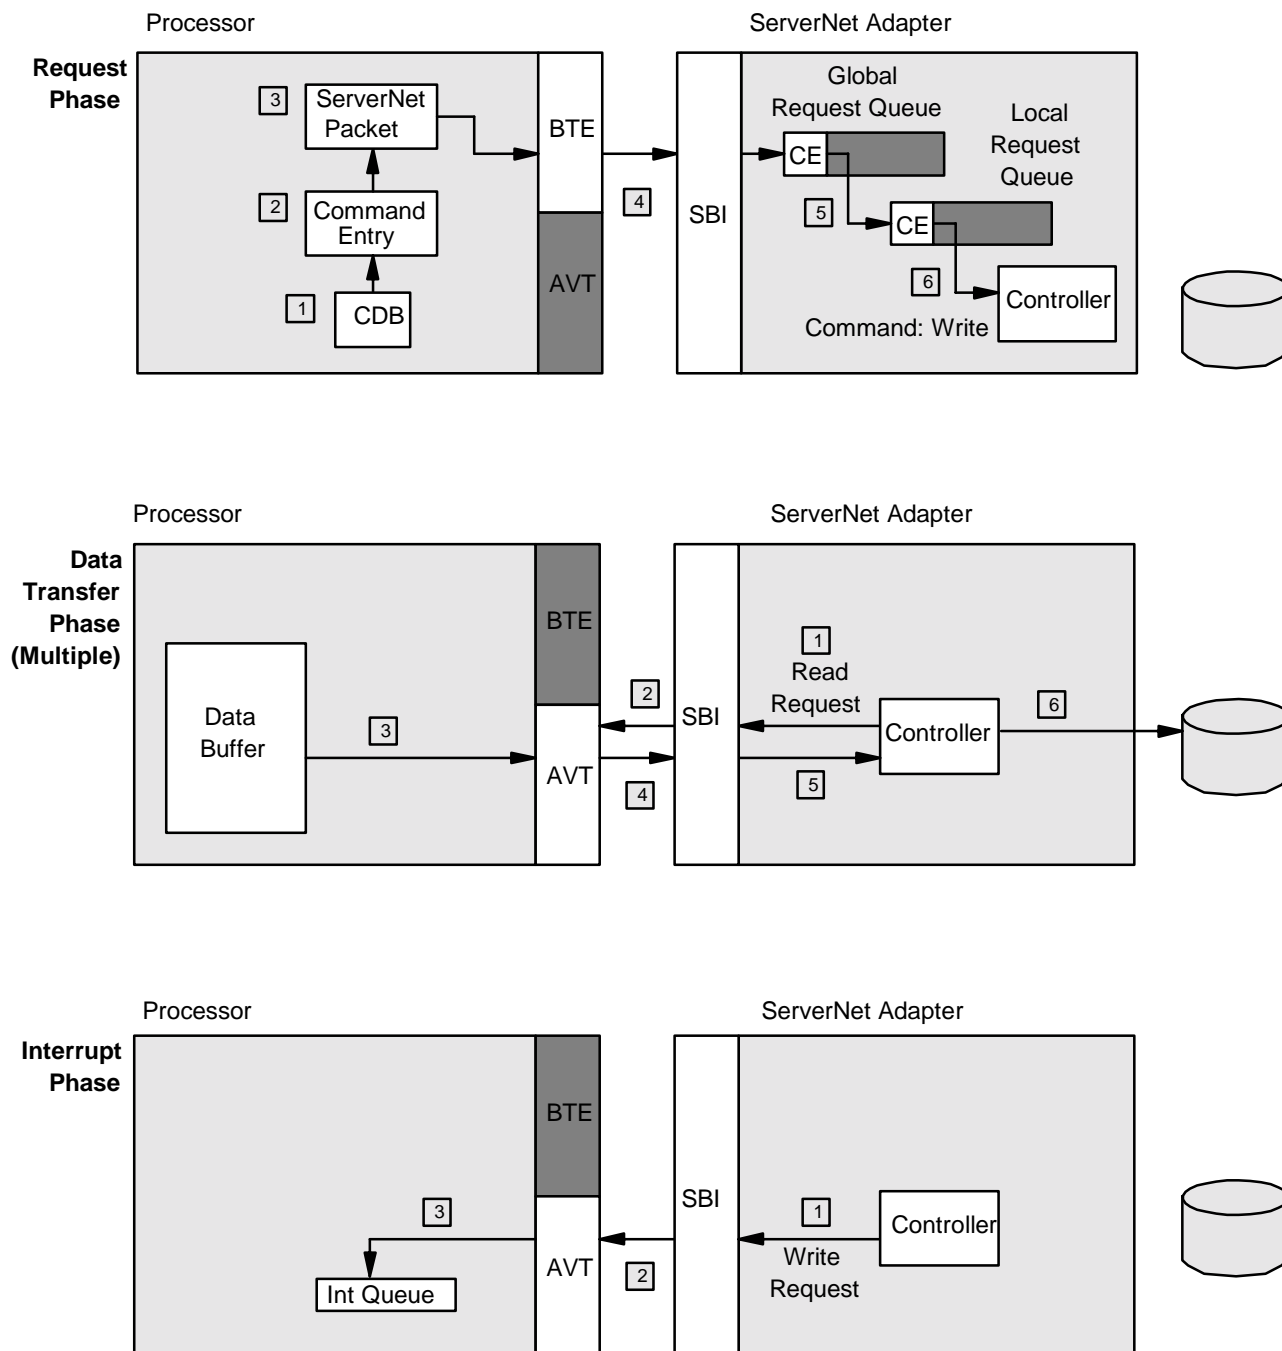 Processor
ServerNet Adapter
Request
Phase
3
ServerNet
Packet
BTE
Global
Request Queue
Local
Request
Queue
CE
2
Command
Entry
4
SBI
5
CE
AVT
1
CDB
6
Controller
Command: Write
Processor
ServerNet Adapter
Data
Transfer
Phase
(Multiple)
BTE
1
Read
Request
2
SBI
6
Data
Buffer
3
Controller
AVT
4
5
Processor
ServerNet Adapter
Interrupt
Phase
BTE
SBI
3
1
Controller
Write
Request
AVT
2
Int Queue